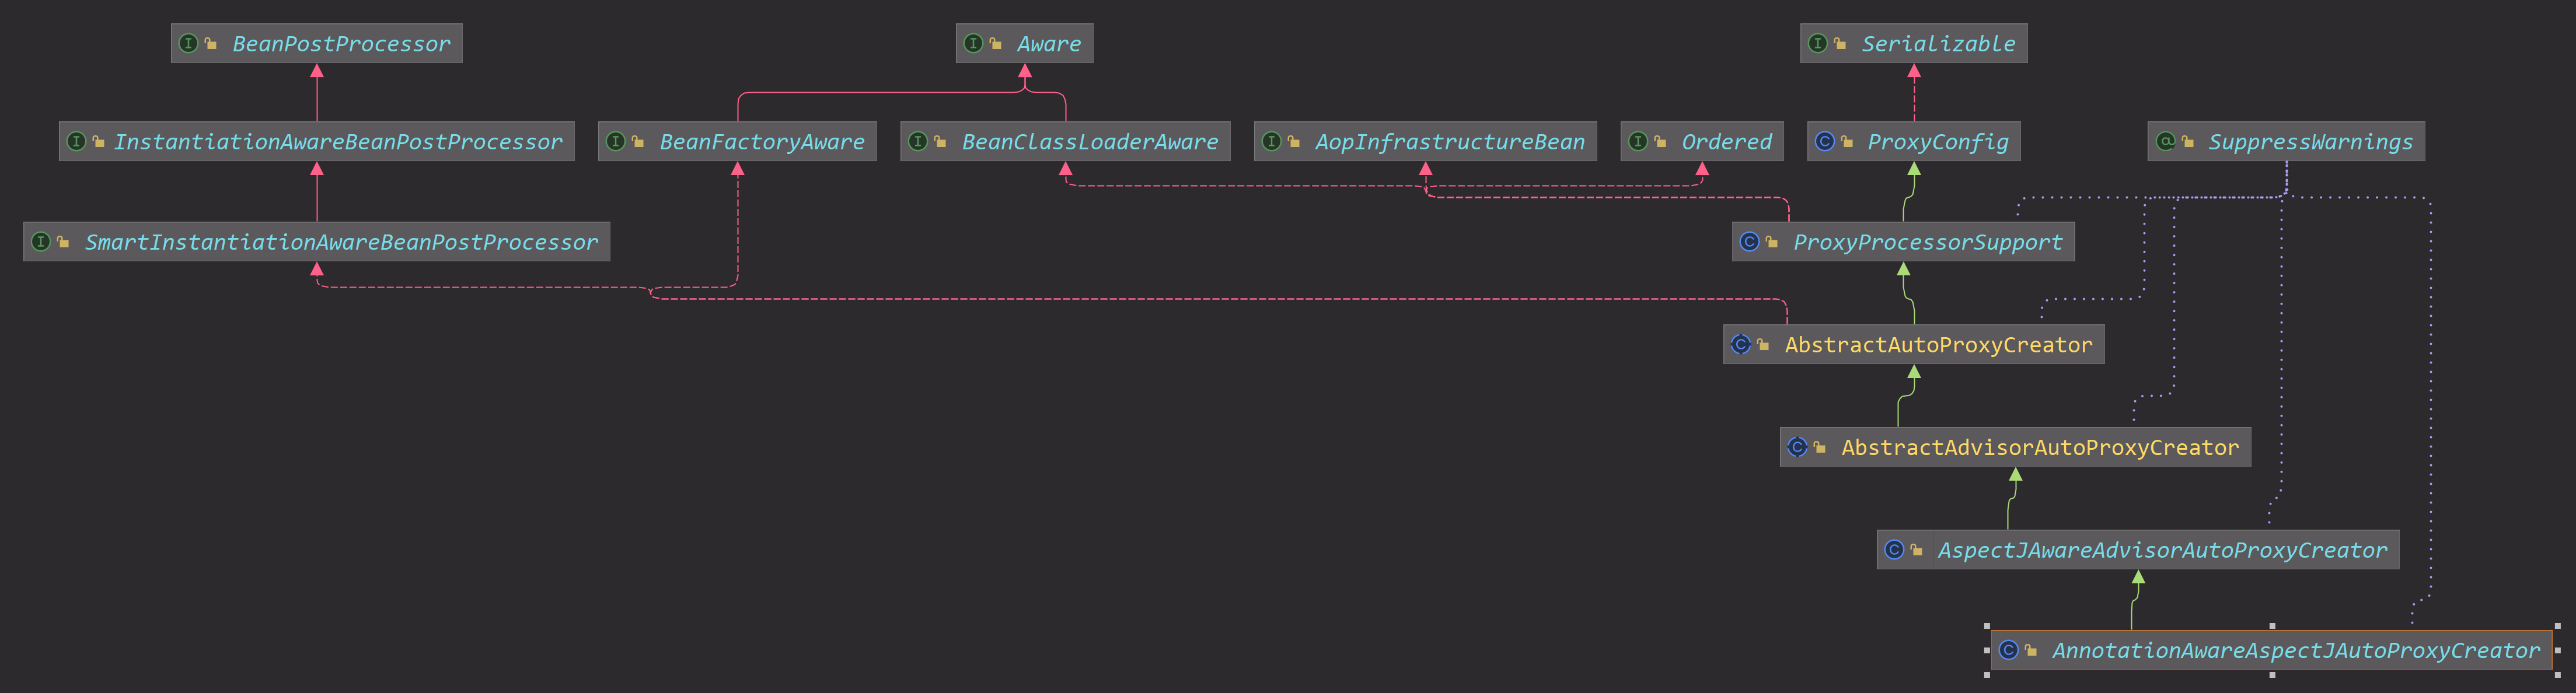 BeanPostProcessor
Aware
Serializable
InstantiationAwareBeanPostProcessor
BeanFactoryAware
BeanClassLoaderAware
AopInfrastructureBean
Ordered
ProxyConfig
SuppressWarnings
SmartInstantiationAwareBeanPostProcessor
ProxyProcessorSupport
AbstractAutoProxyCreator
AbstractAdvisorAutoProxyCreator
AspectJAwareAdvisorAutoProxyCreator
AnnotationAwareAspectJAutoProxyCreator